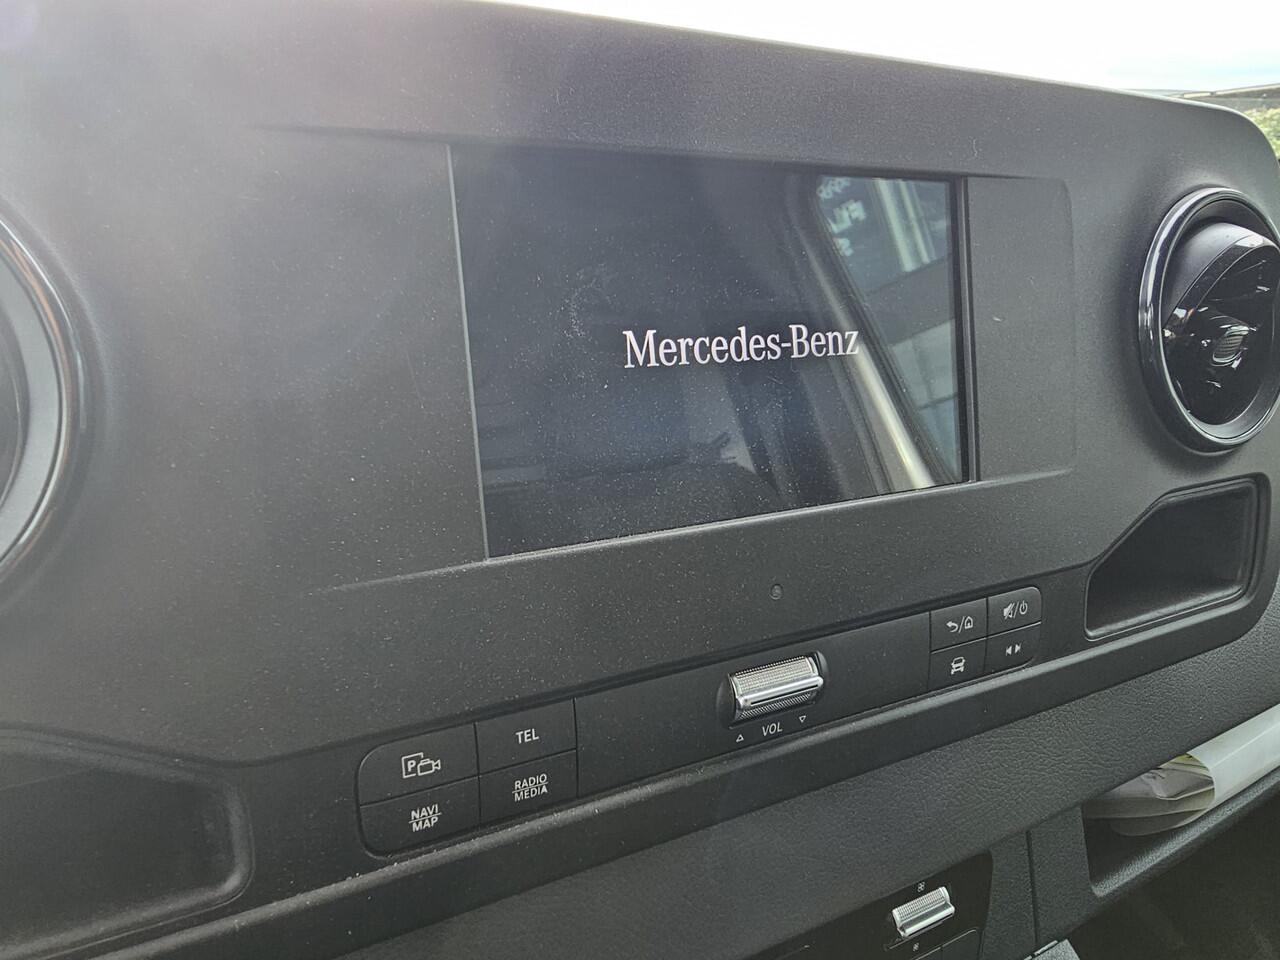 Mercedes-Benz
P
TEL
VOL
NAVI
MAP
RADIO
MEDIA